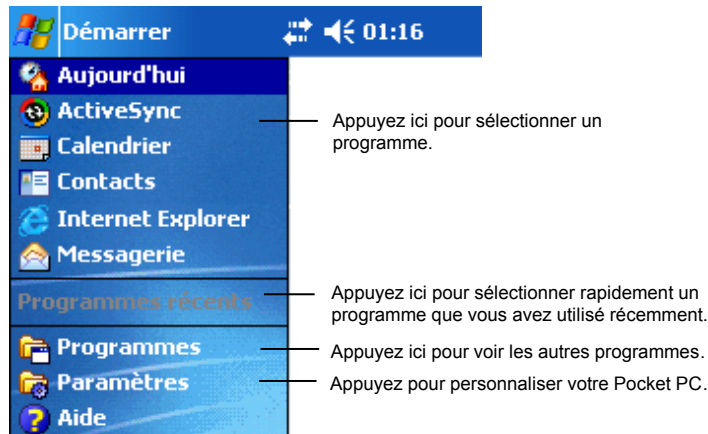 Démarrer 01:16
Aujourd'hui
ActiveSync
Appuyez ici pour sélectionner un
programme.
Calendrier
Contacts
Internet Explorer
Messagerie
Programmes récents
Appuyez ici pour sélectionner rapidement un
programme que vous avez utilisé récemment.
Programmes
Appuyez ici pour voir les autres programmes.
Paramètres
Appuyez pour personnaliser votre Pocket PC.
Aide